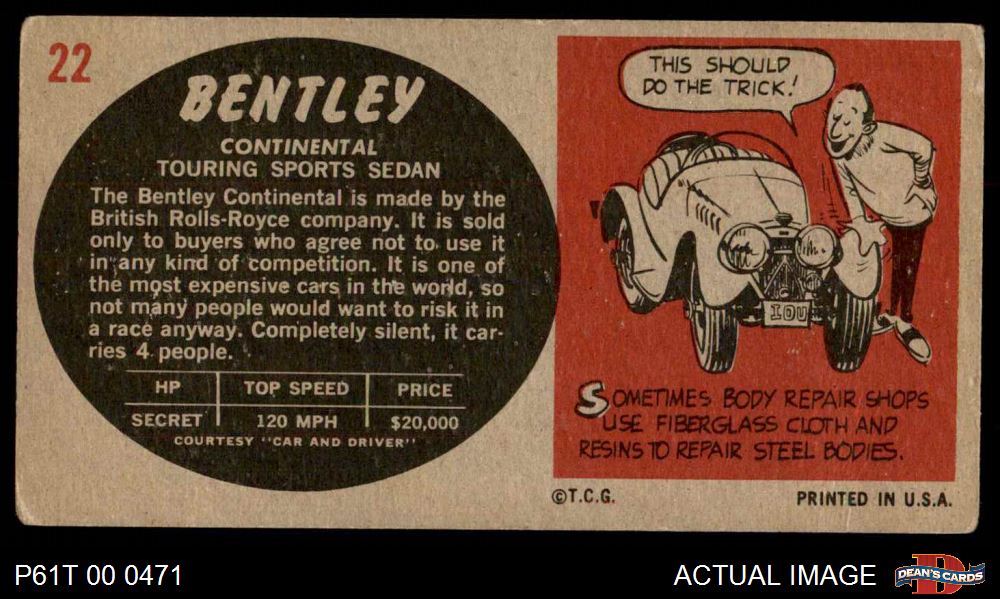 22
BENTLEY
CONTINENTAL
TOURING SPORTS SEDAN
The Bentley Continental is made by the
British Rolls-Royce company. It is sold
only to buyers who agree not to use it
in any kind of competition. It is one of
the most expensive cars in the world, so
not many people would want to risk it in
a race anyway. Completely silent, it car-
ries 4 people.
HP TOP SPEED PRICE
SECRET 120 MPH $20,000
COURTESY "CAR AND DRIVER"
THIS SHOULD
DO THE TRICK!
IOU
SOMETIMES BODY REPAIR SHOPS
USE FIBERGLASS CLOTH AND
RESINS TO REPAIR STEEL BODIES.
©T.C.G.
PRINTED IN U.S.A.
P61T 00 0471
ACTUAL IMAGE
D
DEAN'S CARDS